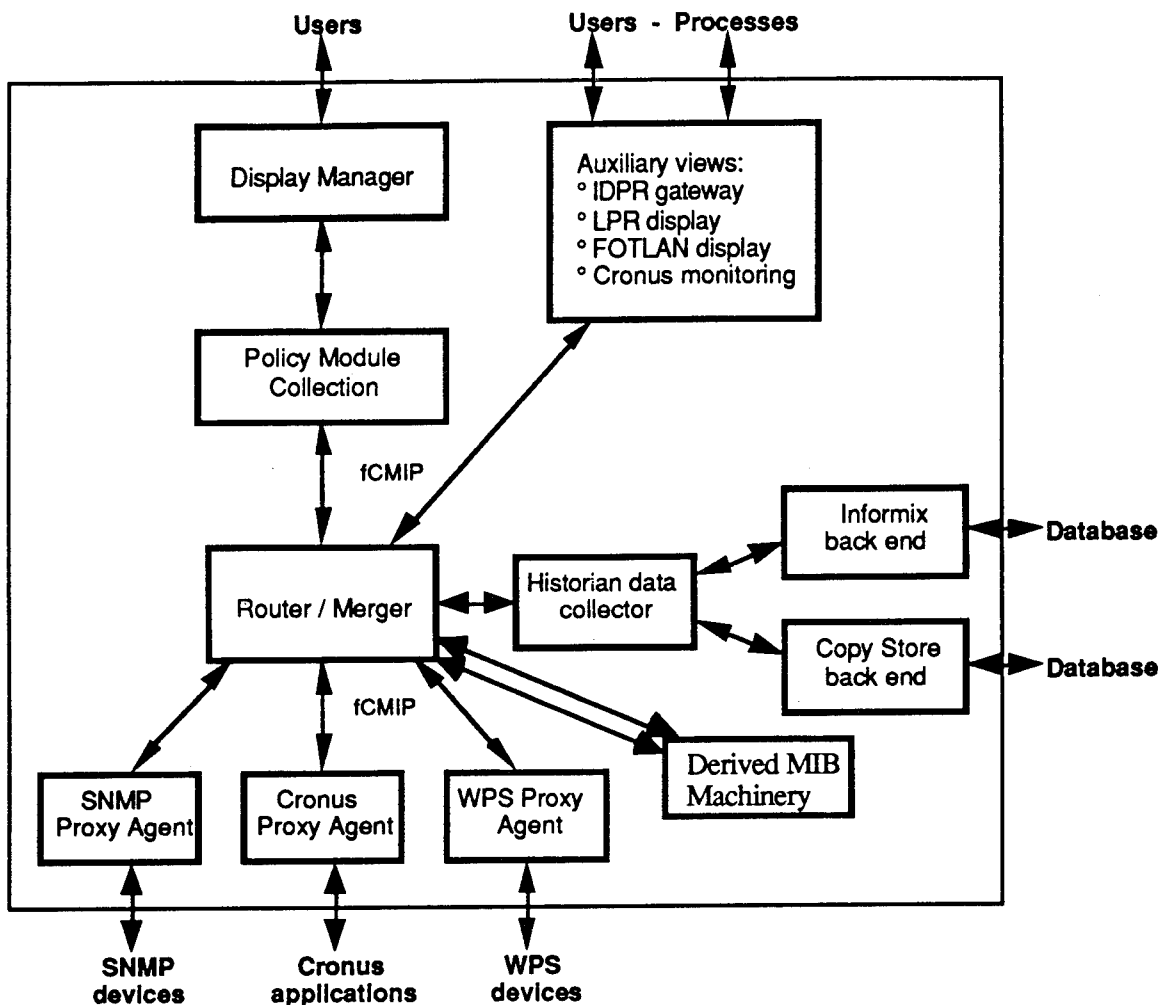 Users
Users - Processes
Display Manager
Auxiliary views:
° IDPR gateway
° LPR display
° FOTLAN display
° Cronus monitoring
Policy Module
Collection
fCMIP
Informix
back end
Database
Router / Merger
Historian data
collector
Copy Store
back end
Database
fCMIP
Derived MIB
Machinery
SNMP
Proxy Agent
Cronus
Proxy Agent
WPS Proxy
Agent
SNMP
devices
Cronus
applications
WPS
devices